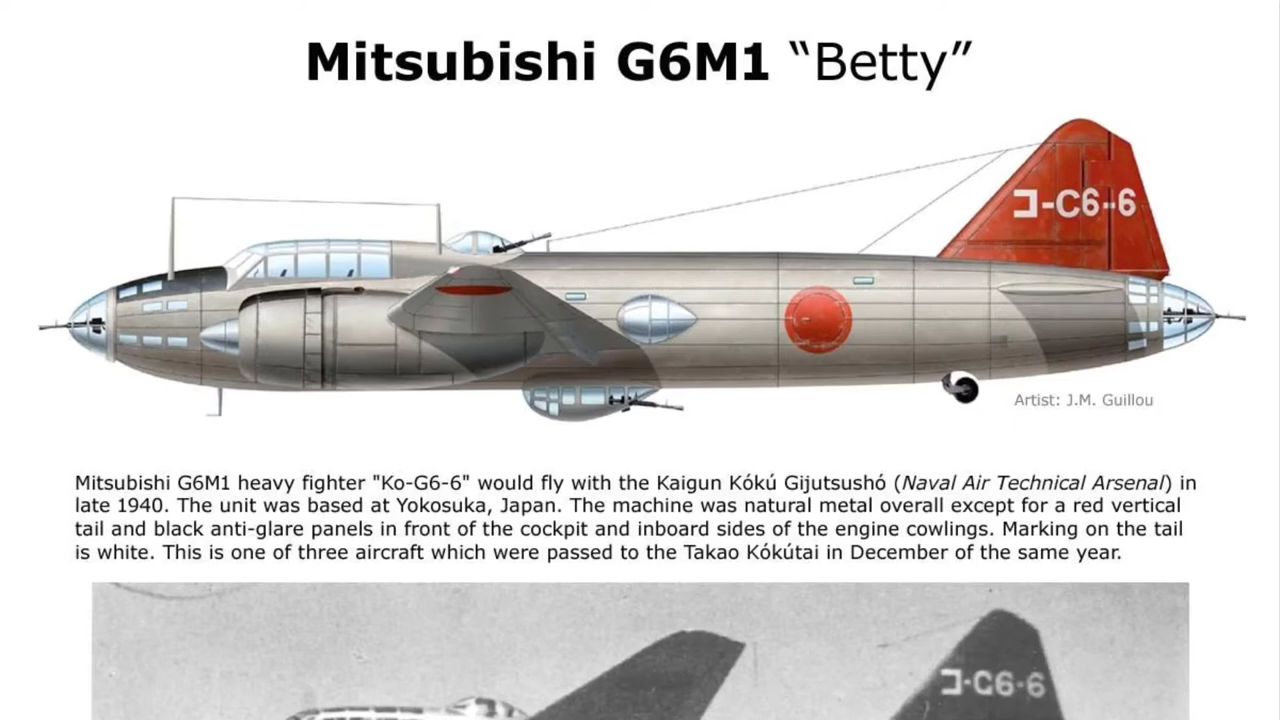 Mitsubishi G6M1 “Betty”
コ-C6-6
Artist: J.M. Guillou
Mitsubishi G6M1 heavy fighter "Ko-G6-6" would fly with the Kaigun Kókú Gijutsushó (Naval Air Technical Arsenal) in
late 1940. The unit was based at Yokosuka, Japan. The machine was natural metal overall except for a red vertical
tail and black anti-glare panels in front of the cockpit and inboard sides of the engine cowlings. Marking on the tail
is white. This is one of three aircraft which were passed to the Takao Kókútai in December of the same year.
コ-C6-6